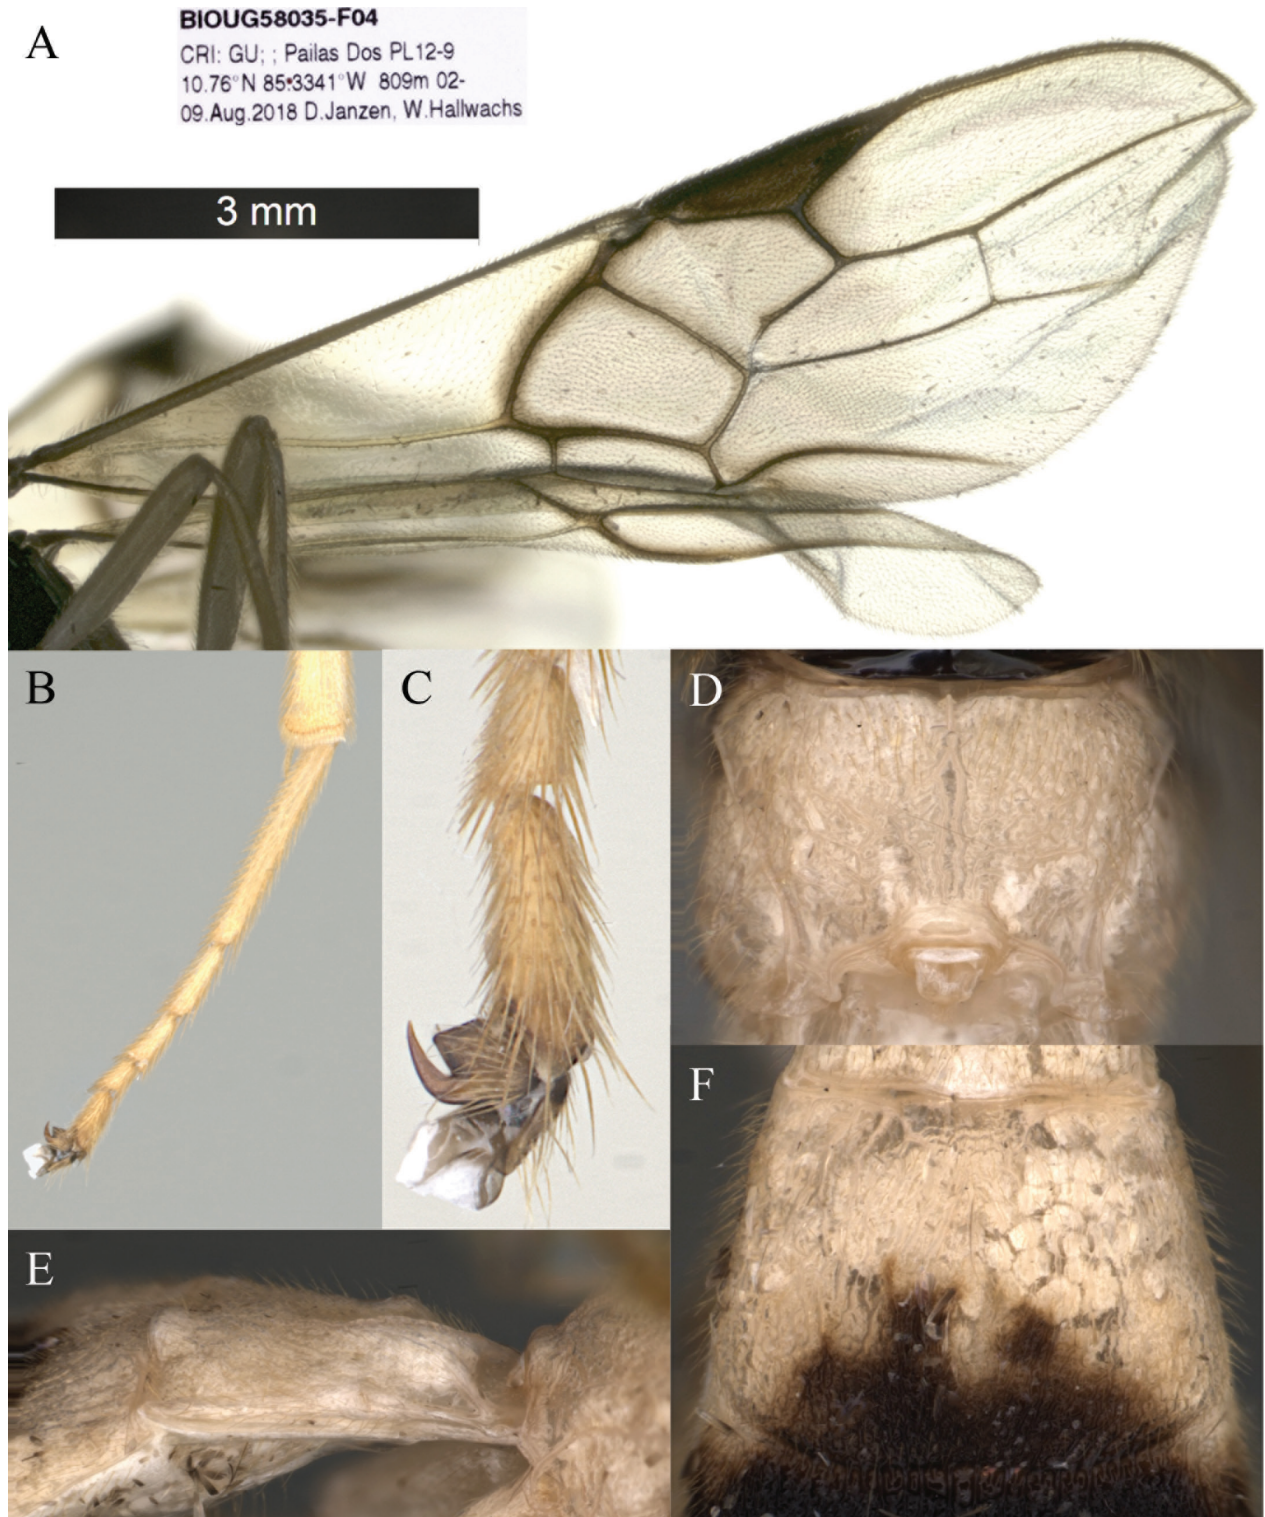 A
BIOUG58035-F04
CRI: GU; ; Pailas Dos PL12-9
10.76°N 85.3341°W 809m 02-
09.Aug.2018 D.Janzen, W.Hallwachs
3 mm
B
C
D
E
F